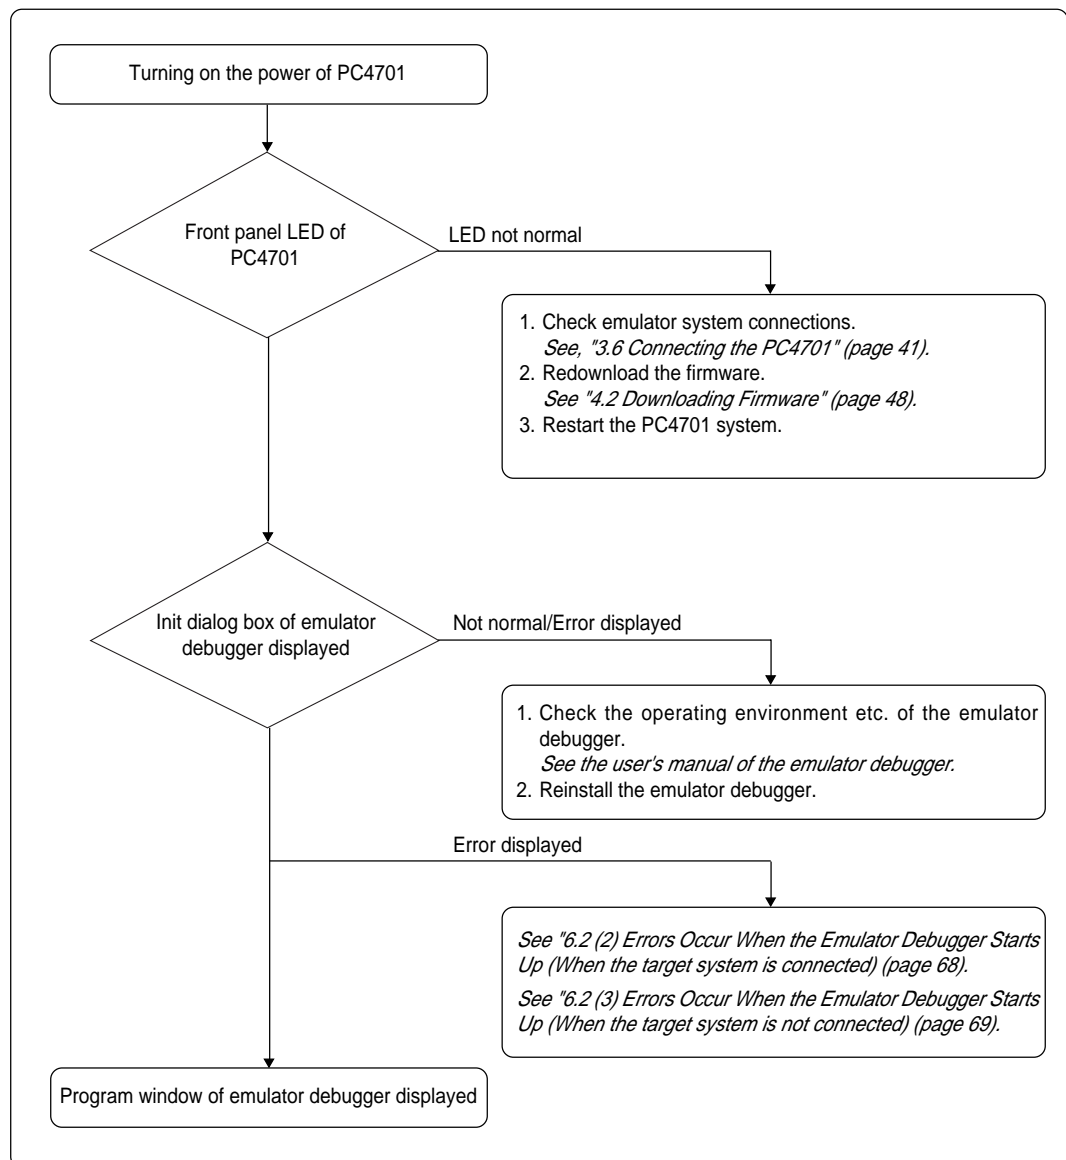 Turning on the power of PC4701
Front panel LED of
PC4701
LED not normal
1. Check emulator system connections.
See, "3.6 Connecting the PC4701" (page 41).
2. Redownload the firmware.
See "4.2 Downloading Firmware" (page 48).
3. Restart the PC4701 system.
Init dialog box of emulator
debugger displayed
Not normal/Error displayed
1. Check the operating environment etc. of the emulator
debugger.
See the user's manual of the emulator debugger.
2. Reinstall the emulator debugger.
Error displayed
See "6.2 (2) Errors Occur When the Emulator Debugger Starts
Up (When the target system is connected) (page 68).
See "6.2 (3) Errors Occur When the Emulator Debugger Starts
Up (When the target system is not connected) (page 69).
Program window of emulator debugger displayed